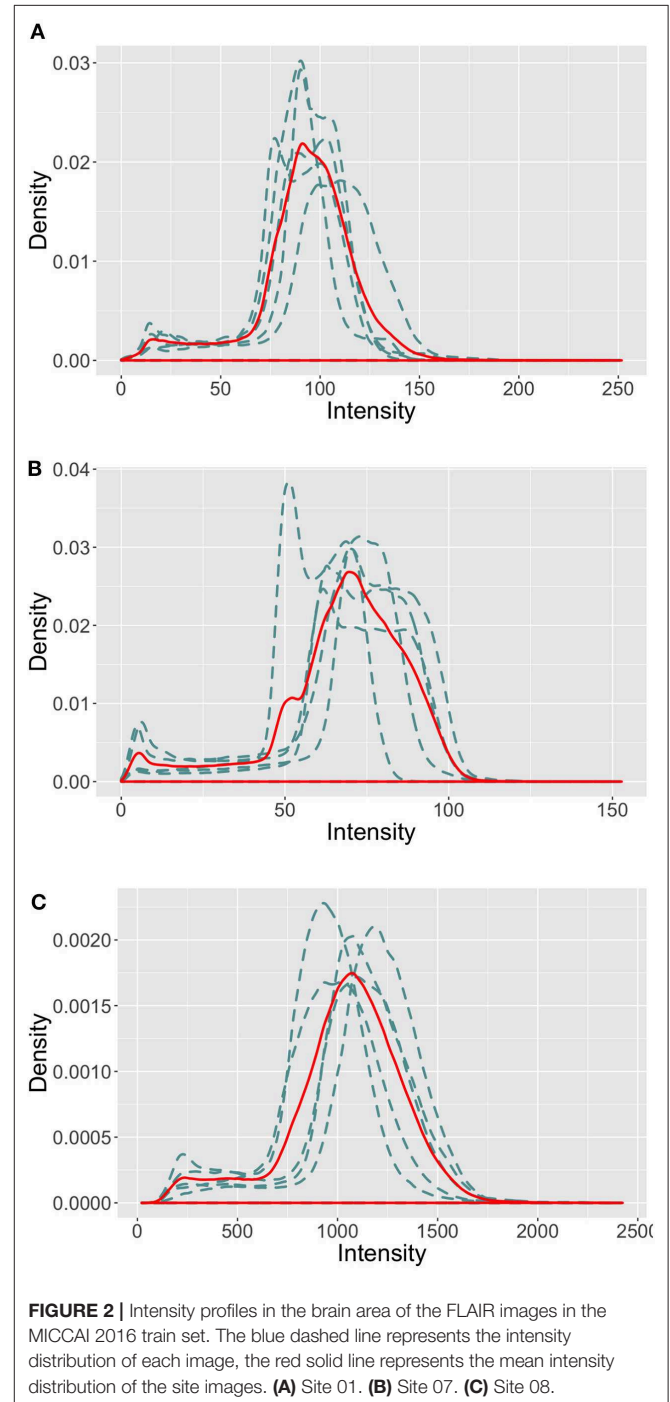 A
0.03
0.02
0.01
0.00
Density
0
50
100
150
200
250
Intensity
B
0.04
0.03
0.02
0.01
0.00
Density
0
50
100
150
Intensity
C
0.0020
0.0015
0.0010
0.0005
0.0000
Density
0
500
1000
1500
2000
2500
Intensity
FIGURE 2 | Intensity profiles in the brain area of the FLAIR images in the
MICCAI 2016 train set. The blue dashed line represents the intensity
distribution of each image, the red solid line represents the mean intensity
distribution of the site images. (A) Site 01. (B) Site 07. (C) Site 08.